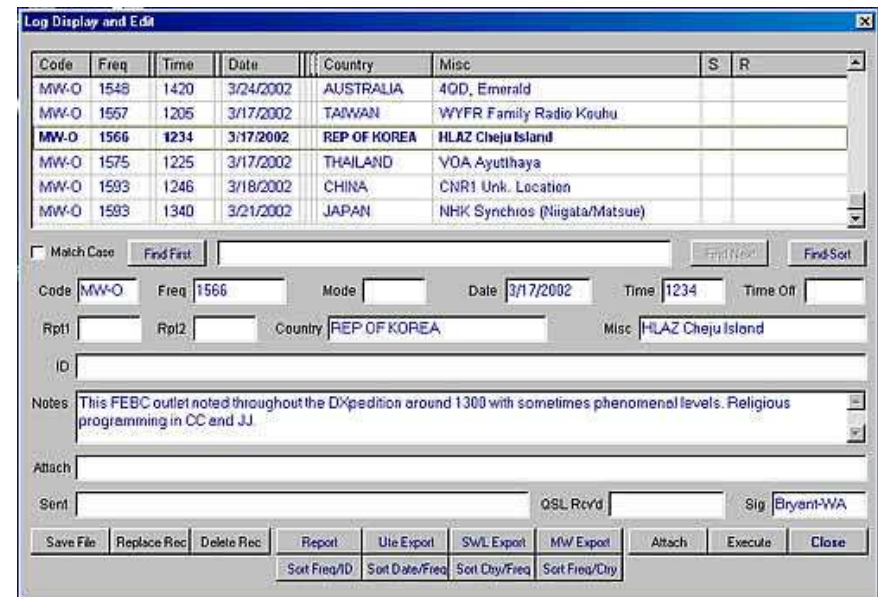 Log Display and Edit
Code Freq Time Date Country Misc S R
MW-O 1548 1420 3/24/2002 AUSTRALIA 4QD, Emerald
MW-O 1557 1205 3/17/2002 TAIWAN WYFR Family Radio Kouhu
MW-O 1566 1234 3/17/2002 REP OF KOREA HLAZ Cheju Island
MW-O 1575 1225 3/17/2002 THAILAND VOA Ayutthaya
MW-O 1593 1246 3/18/2002 CHINA CNR1 Unk. Location
MW-O 1593 1340 3/21/2002 JAPAN NHK Synchros (Niigata/Matsue)
Match Case Find First Find Next Find-Sort
Code MW-O Freq 1566 Mode Date 3/17/2002 Time 1234 Time Off
Rpt1 Rpt2 Country REP OF KOREA Misc HLAZ Cheju Island
ID
Notes This FEBC outlet noted throughout the DXpedition around 1300 with sometimes phenomenal levels. Religious
programming in CC and JJ.
Attach
Sent QSL Rcv'd Sig Bryant-WA
Save File Replace Rec Delete Rec Report Ute Export SWL Export MW Export Attach Execute Close
Sort Freq/ID Sort Date/Freq Sort Ctry/Freq Sort Freq/Ctry